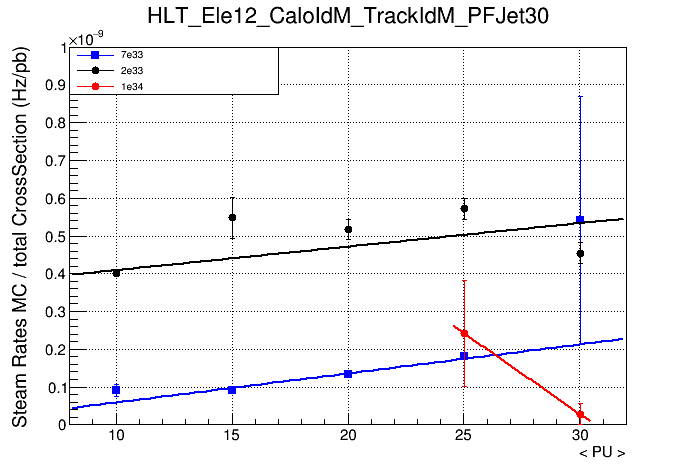 HLT_Ele12_CaloIdM_TrackIdM_PFJet30
×10⁻⁹
7e33
2e33
1e34
Steam Rates MC / total CrossSection (Hz/pb)
1
0.9
0.8
0.7
0.6
0.5
0.4
0.3
0.2
0.1
0
10 15 20 25 30
< PU >